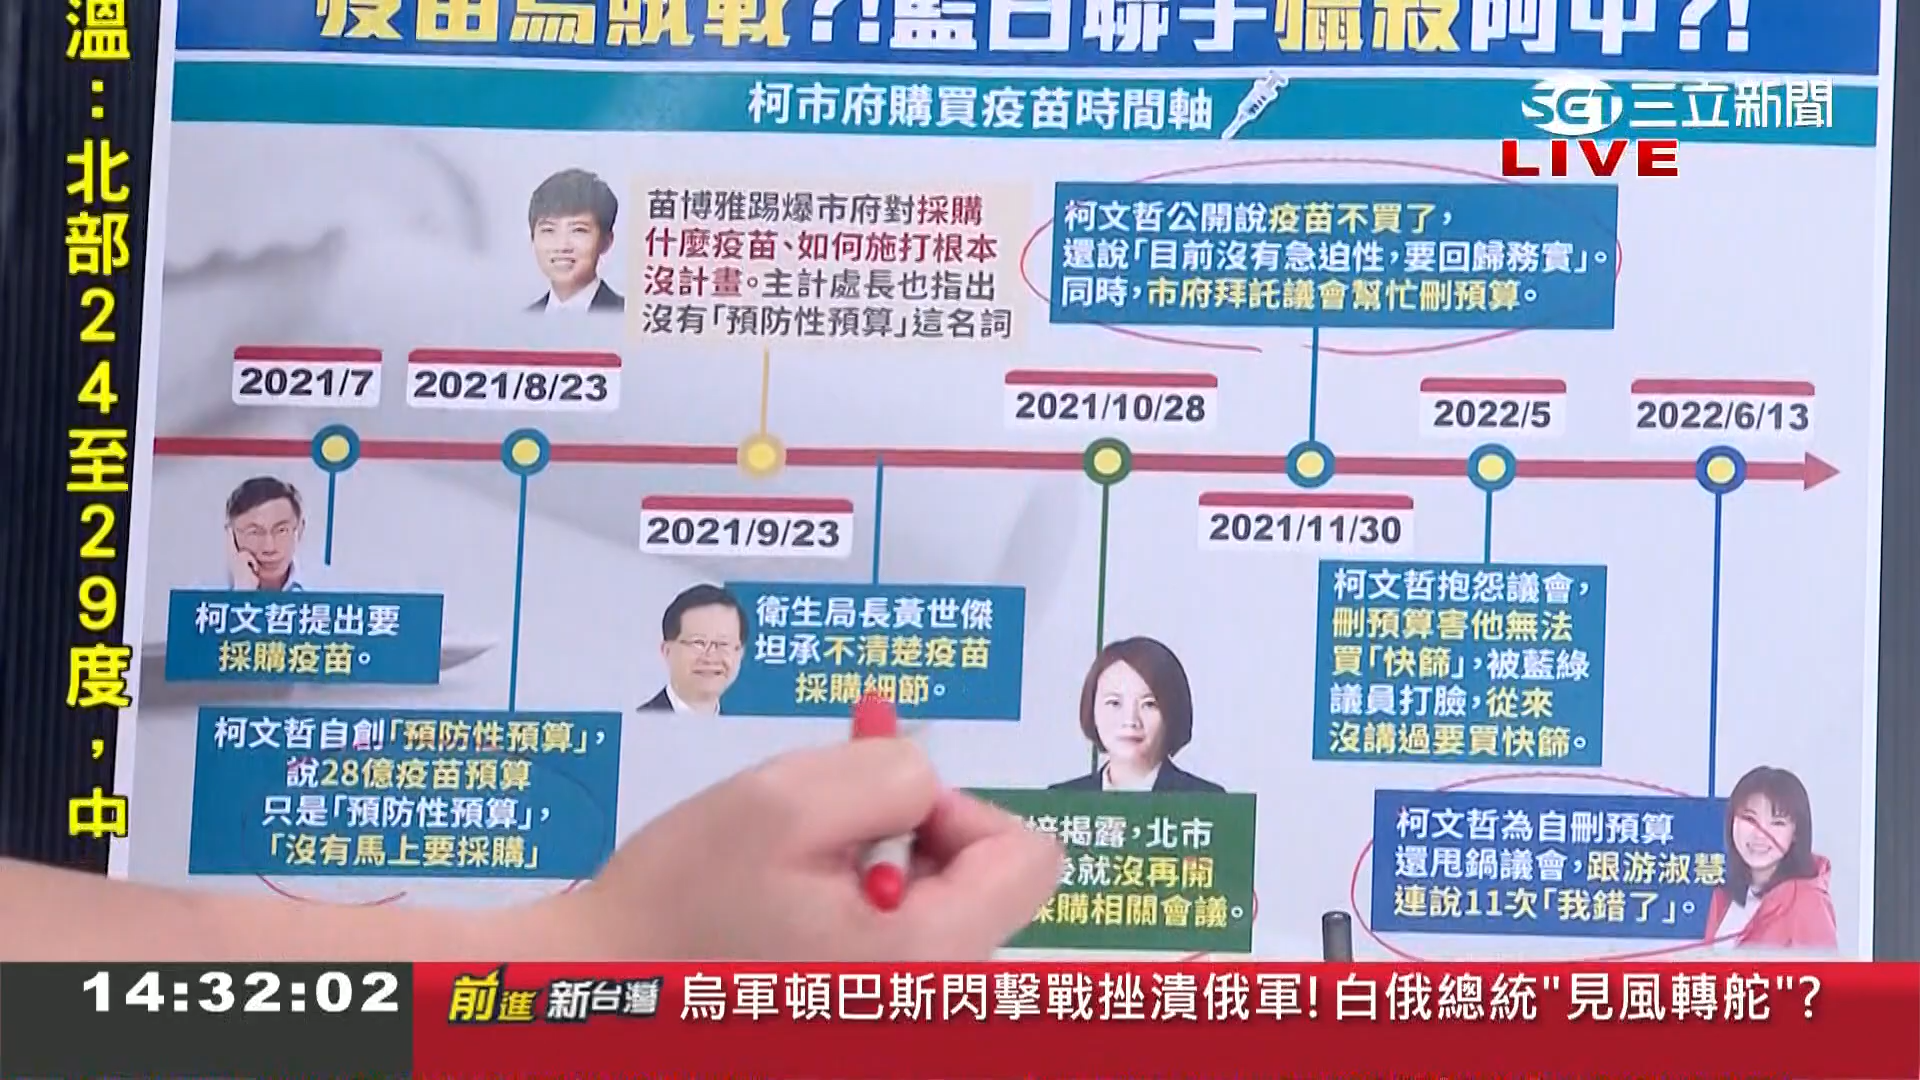 溫：北部24至29度，中
疫苗烏賊戰?!藍白聯手獵殺阿中?!
柯市府購買疫苗時間軸
SET三立新聞
LIVE
苗博雅踢爆市府對採購
什麼疫苗、如何施打根本
沒計畫。主計處長也指出
沒有「預防性預算」這名詞
柯文哲公開說疫苗不買了，
還說「目前沒有急迫性，要回歸務實」。
同時，市府拜託議會幫忙刪預算。
2021/7
2021/8/23
2021/10/28
2022/5
2022/6/13
2021/9/23
2021/11/30
柯文哲提出要
採購疫苗。
衛生局長黃世傑
坦承不清楚疫苗
採購細節。
柯文哲抱怨議會，
刪預算害他無法
買「快篩」，被藍綠
議員打臉，從來
沒講過要買快篩。
柯文哲自創「預防性預算」，
說28億疫苗預算
只是「預防性預算」，
「沒有馬上要採購」
揭露，北市
後就沒再開
採購相關會議。
柯文哲為自刪預算
還甩鍋議會，跟游淑慧
連說11次「我錯了」。
14:32:02
前進新台灣
烏軍頓巴斯閃擊戰挫潰俄軍!白俄總統"見風轉舵"?